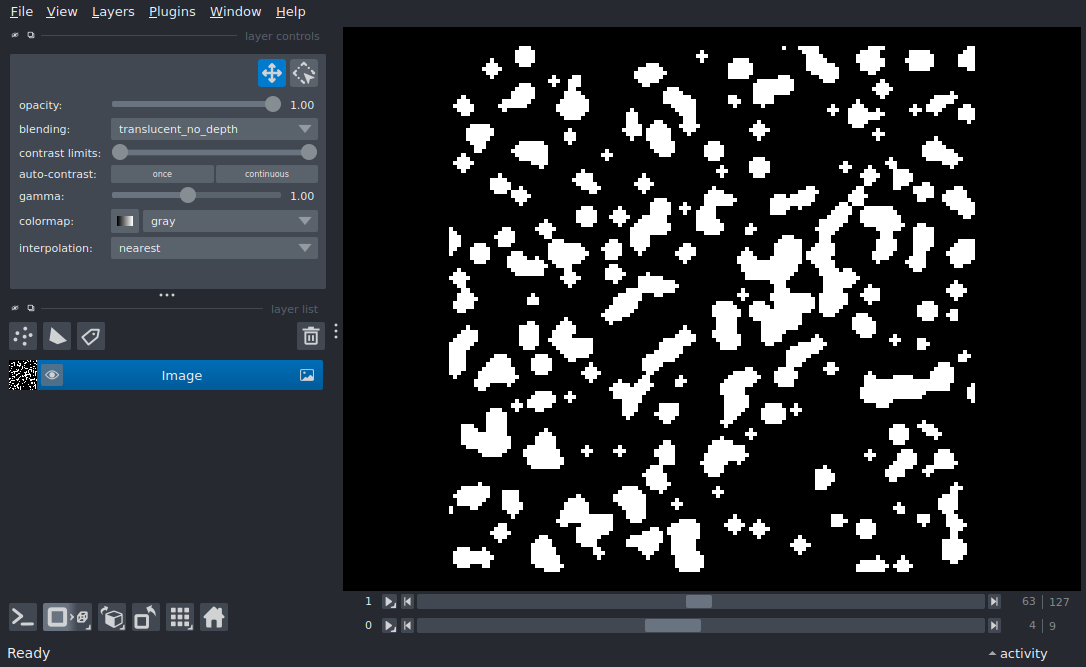 File View Layers Plugins Window Help
layer controls
opacity: 1.00
blending: translucent_no_depth
contrast limits:
auto-contrast: once continuous
gamma: 1.00
colormap: gray
interpolation: nearest
layer list
Image
1 63 127
0 4 9
Ready activity